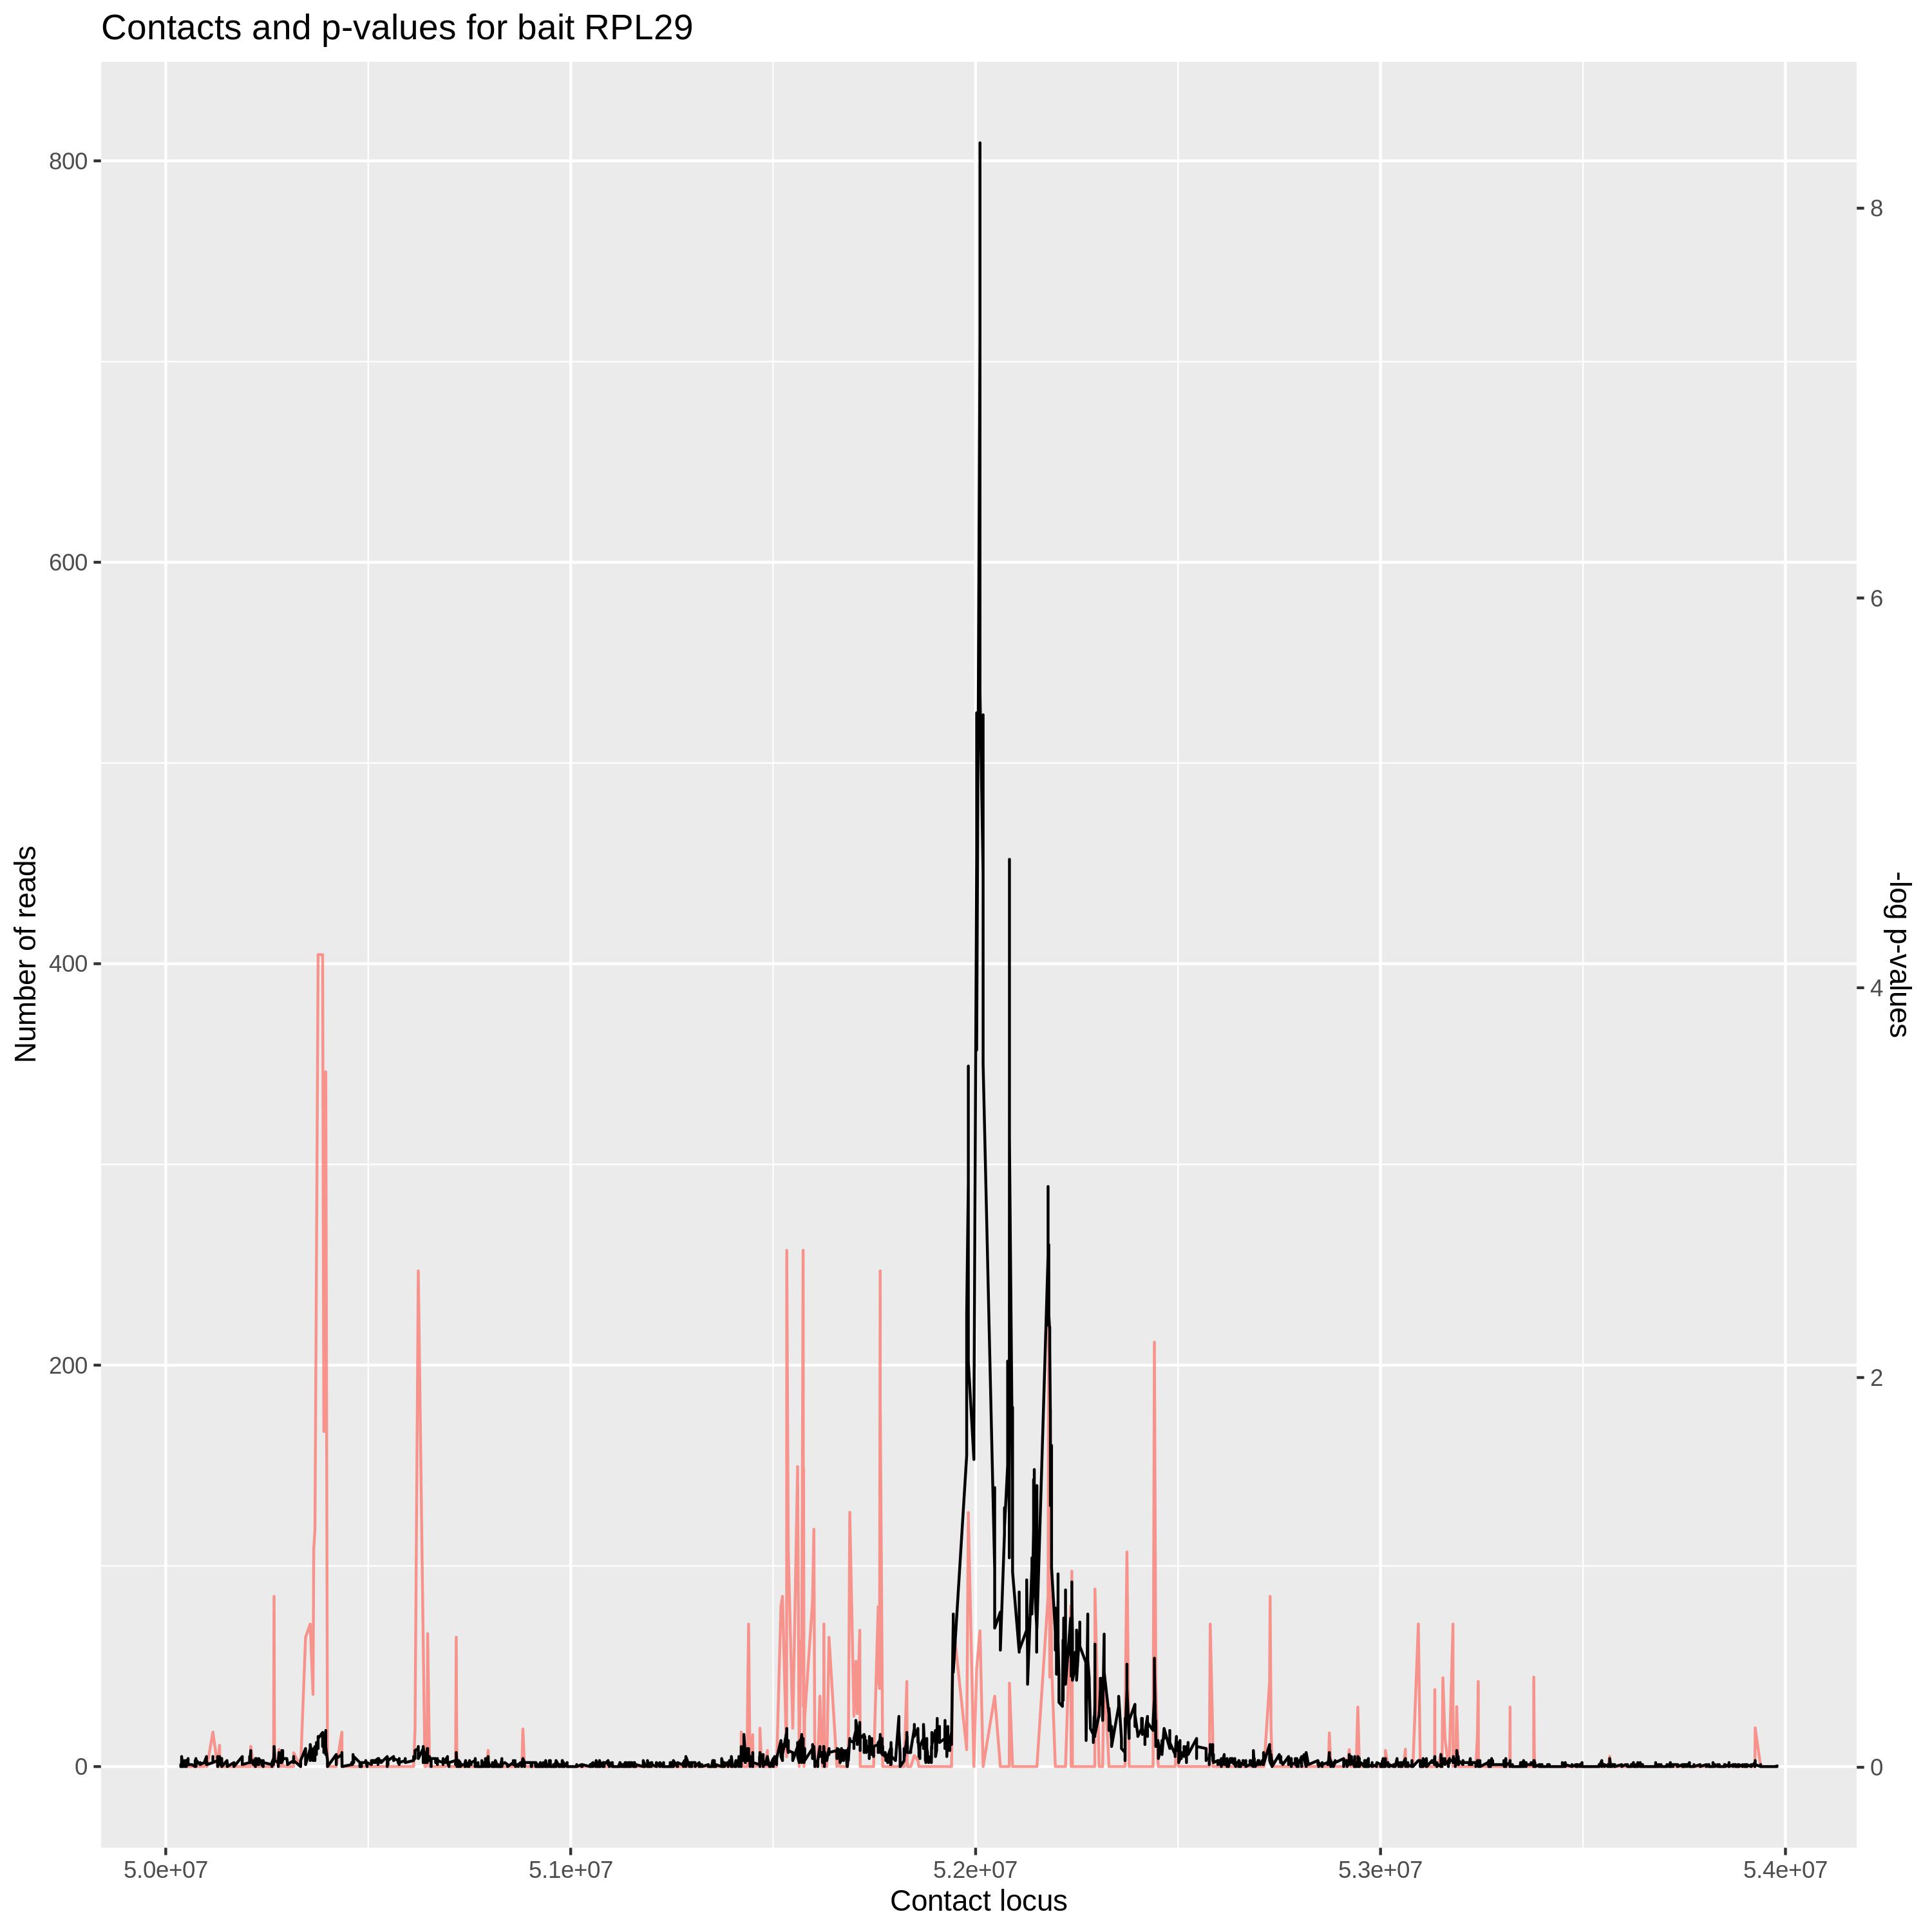 Contacts and p-values for bait RPL29
800
600
400
200
0
Number of reads
8
6
4
2
0
-log p-values
5.0e+07
5.1e+07
5.2e+07
5.3e+07
5.4e+07
Contact locus